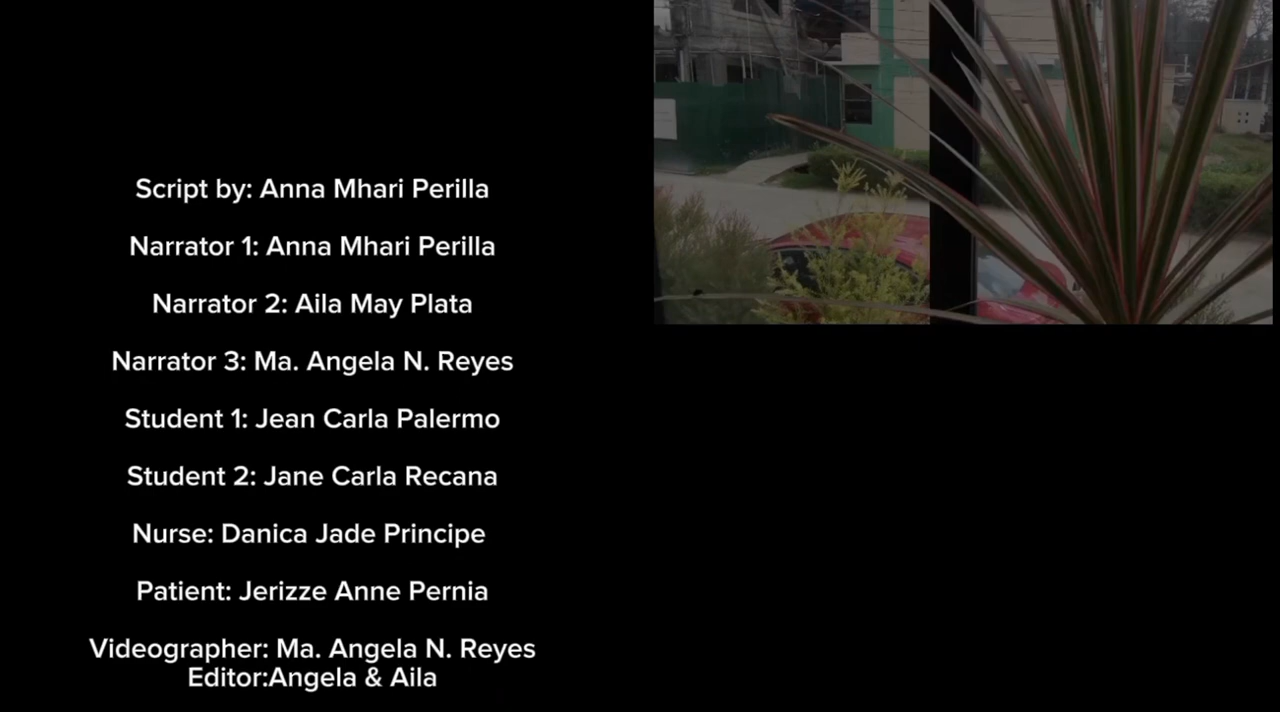 Script by: Anna Mhari Perilla
Narrator 1: Anna Mhari Perilla
Narrator 2: Aila May Plata
Narrator 3: Ma. Angela N. Reyes
Student 1: Jean Carla Palermo
Student 2: Jane Carla Recana
Nurse: Danica Jade Principe
Patient: Jerizze Anne Pernia
Videographer: Ma. Angela N. Reyes
Editor:Angela & Aila